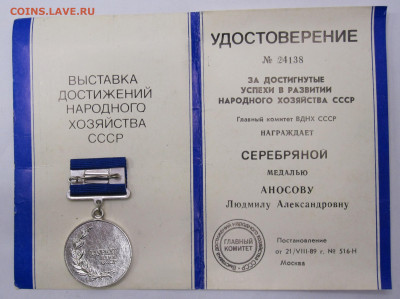 COINS.LAVE.RU
ВЫСТАВКА
ДОСТИЖЕНИЙ
НАРОДНОГО
ХОЗЯЙСТВА
СССР
УДОСТОВЕРЕНИЕ
№ 24138
ЗА ДОСТИГНУТЫЕ
УСПЕХИ В РАЗВИТИИ
НАРОДНОГО ХОЗЯЙСТВА СССР
Главный комитет ВДНХ СССР
НАГРАЖДАЕТ
СЕРЕБРЯНОЙ
МЕДАЛЬЮ
АНОСОВУ
Людмилу Александровну
ГЛАВНЫЙ
КОМИТЕТ
Постановление
от 21/VIII-89 г. № 516-Н
Москва